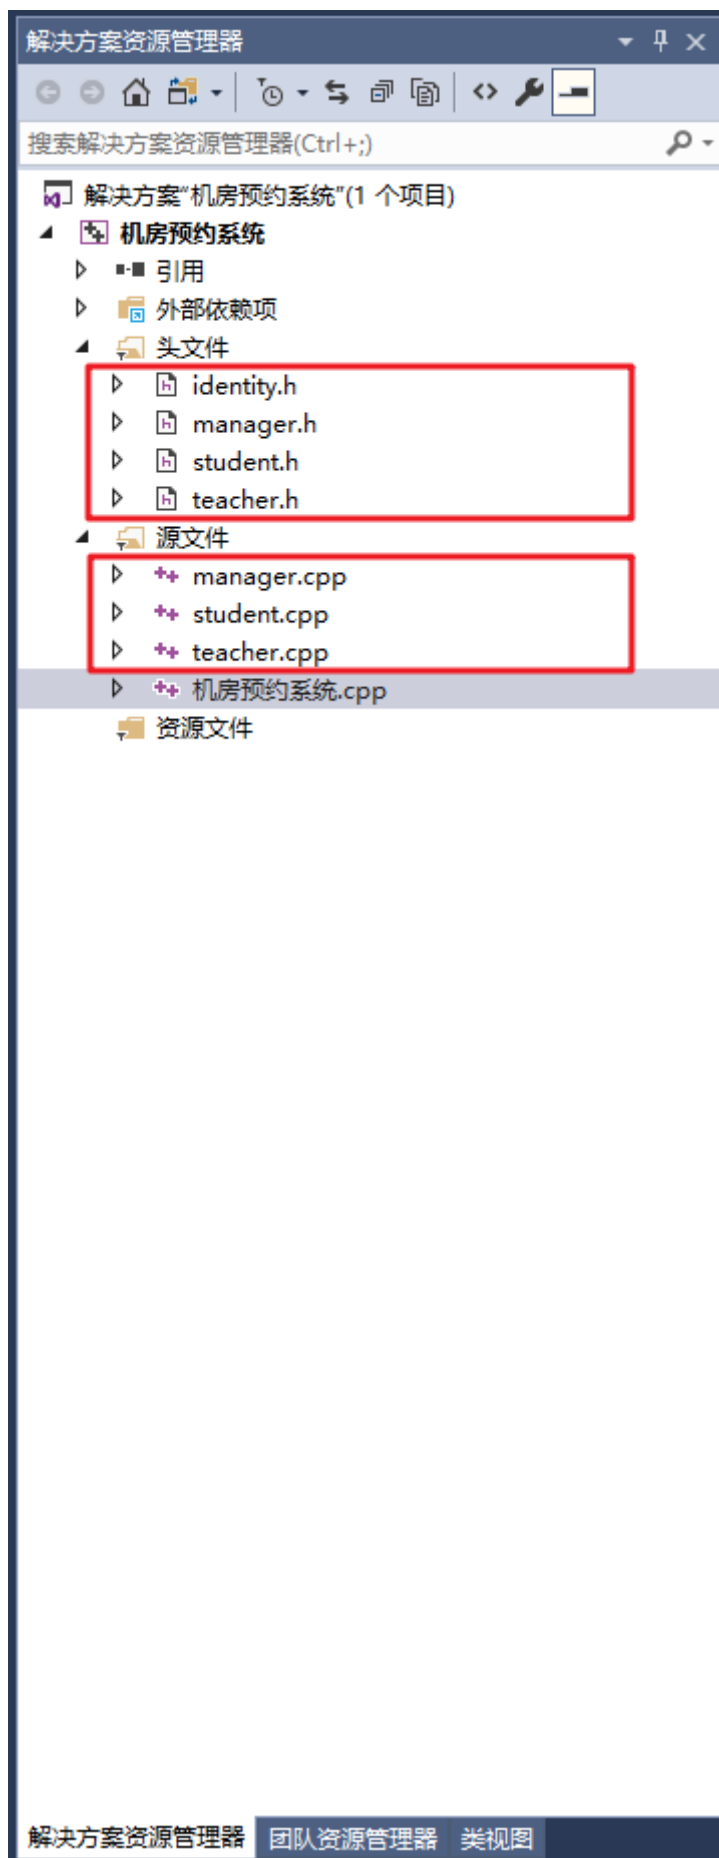 解决方案资源管理器
搜索解决方案资源管理器(Ctrl+;)
解决方案"机房预约系统"(1 个项目)
机房预约系统
引用
外部依赖项
头文件
identity.h
manager.h
student.h
teacher.h
源文件
manager.cpp
student.cpp
teacher.cpp
机房预约系统.cpp
资源文件
解决方案资源管理器 团队资源管理器 类视图